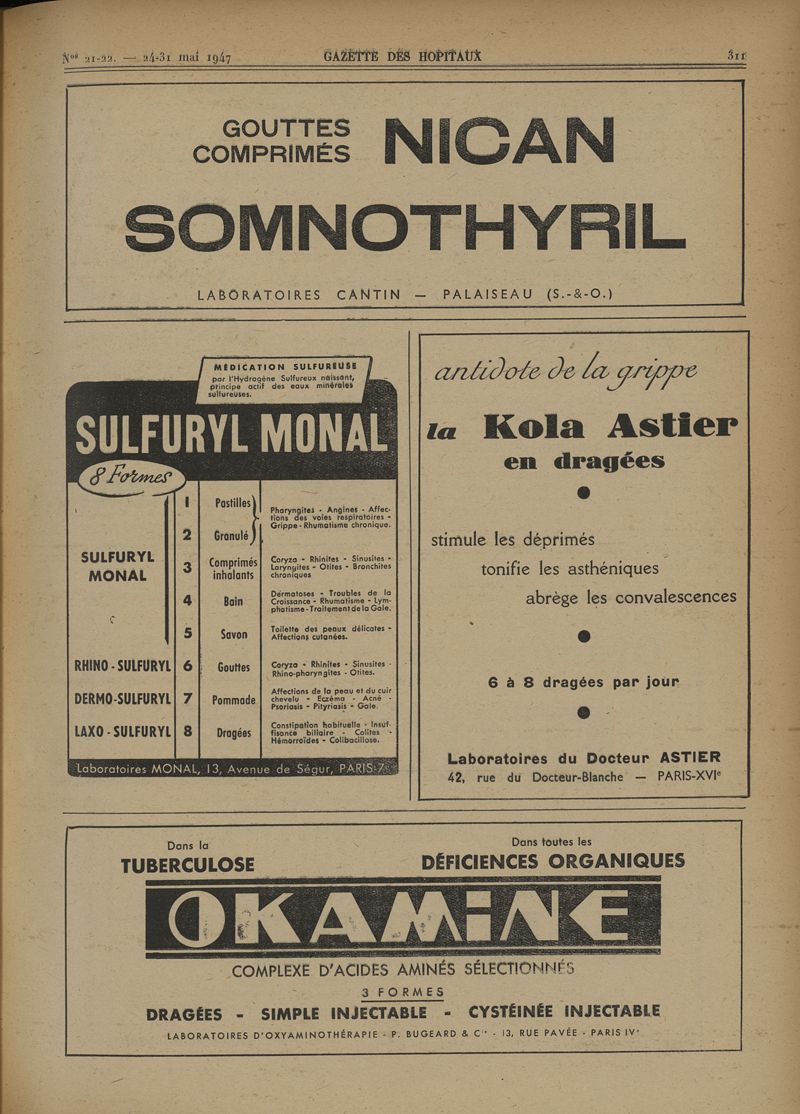 Nos 21-22. — 24-31 mai 1947
GAZETTE DES HOPITAUX
311
GOUTTES
COMPRIMÉS
NICAN
SOMNOTHYRIL
LABORATOIRES CANTIN — PALAISEAU (S.-&-O.)
MÉDICATION SULFUREUSE
par l'Hydrogène Sulfureux naissant,
principe actif des eaux minérales
sulfureuses.
SULFURYL MONAL
8 Formes
SULFURYL
MONAL
1 Pastilles
2 Granulé
Pharyngites - Angines - Affec-
tions des voies respiratoires -
Grippe - Rhumatisme chronique.
3 Comprimés
inhalants
Coryza - Rhinites - Sinusites -
Laryngites - Otites - Bronchites
chroniques
4 Bain
Dermatoses - Troubles de la
Croissance - Rhumatisme - Lym-
phatisme - Traitement de la Gale.
5 Savon
Toilette des peaux délicates -
Affections cutanées.
RHINO-SULFURYL 6 Gouttes
Coryza - Rhinites - Sinusites -
Rhino-pharyngites - Otites.
DERMO-SULFURYL 7 Pommade
Affections de la peau et du cuir
chevelu - Eczéma - Acné -
Psoriasis - Pityriasis - Gale.
LAXO-SULFURYL 8 Dragées
Constipation habituelle - Insuf-
fisance biliaire - Colites -
Hémorroïdes - Colibacillose.
Laboratoires MONAL, 13, Avenue de Ségur, PARIS-7e
antidote de la grippe
la Kola Astier
en dragées
stimule les déprimés
tonifie les asthéniques
abrège les convalescences
6 à 8 dragées par jour
Laboratoires du Docteur ASTIER
42, rue du Docteur-Blanche — PARIS-XVIe
Dans la
TUBERCULOSE
Dans toutes les
DÉFICIENCES ORGANIQUES
OKAMINE
COMPLEXE D'ACIDES AMINÉS SÉLECTIONNÉS
3 FORMES
DRAGÉES - SIMPLE INJECTABLE - CYSTÉINÉE INJECTABLE
LABORATOIRES D'OXYAMINOTHÉRAPIE - P. BUGEARD & Cie - 13, RUE PAVÉE - PARIS IVe